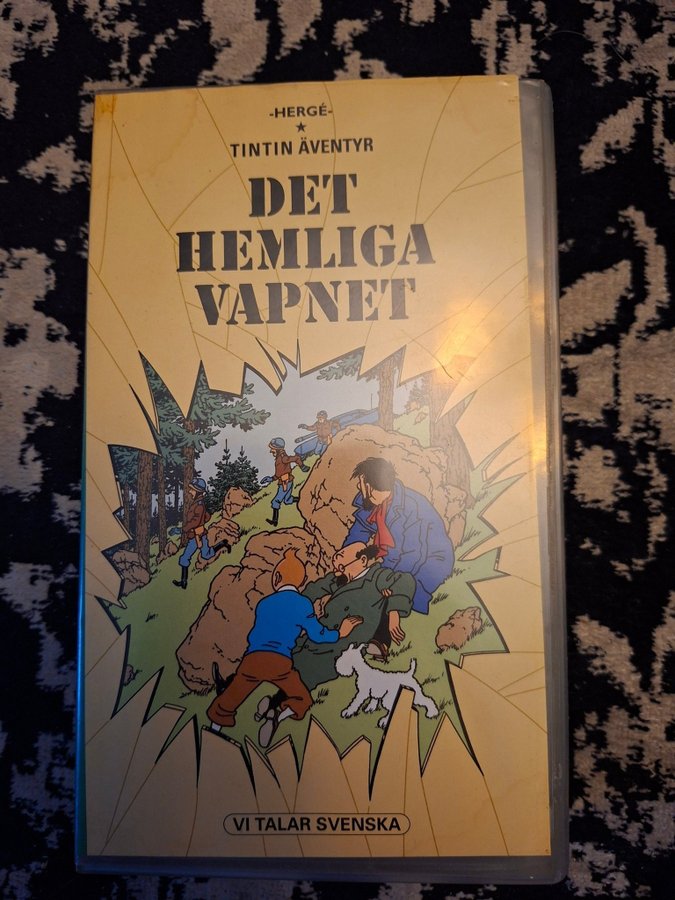 -HERGÉ-
TINTIN ÄVENTYR
DET
HEMLIGA
VAPNET
VI TALAR SVENSKA